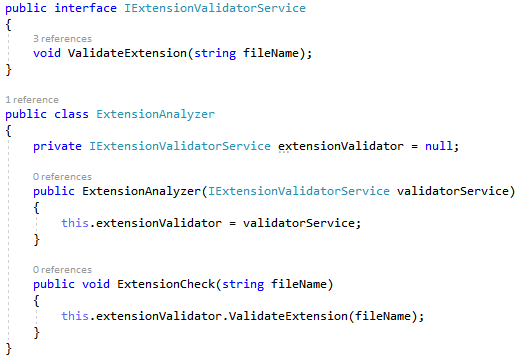 public interface IExtensionValidatorService
{
3 references
void ValidateExtension(string fileName);
}
1 reference
public class ExtensionAnalyzer
{
private IExtensionValidatorService extensionValidator = null;
0 references
public ExtensionAnalyzer(IExtensionValidatorService validatorService)
{
this.extensionValidator = validatorService;
}
0 references
public void ExtensionCheck(string fileName)
{
this.extensionValidator.ValidateExtension(fileName);
}
}